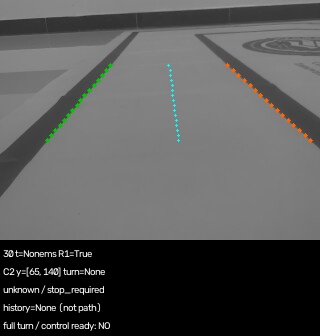 30 t=Nonems R1=True
C2 y=[65, 140] turn=None
unknown / stop_required
history=None (not path)
full turn / control ready: NO